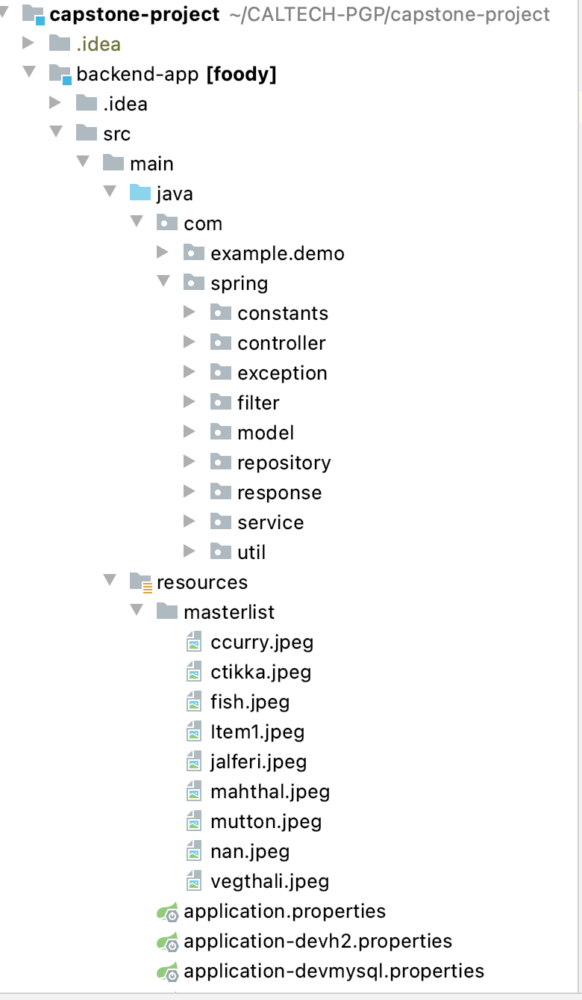 capstone-project ~/CALTECH-PGP/capstone-project
.idea
backend-app [foody]
.idea
src
main
java
com
example.demo
spring
constants
controller
exception
filter
model
repository
response
service
util
resources
masterlist
ccurry.jpeg
ctikka.jpeg
fish.jpeg
Item1.jpeg
jalferi.jpeg
mahthal.jpeg
mutton.jpeg
nan.jpeg
vegthali.jpeg
application.properties
application-devh2.properties
application-devmysql.properties